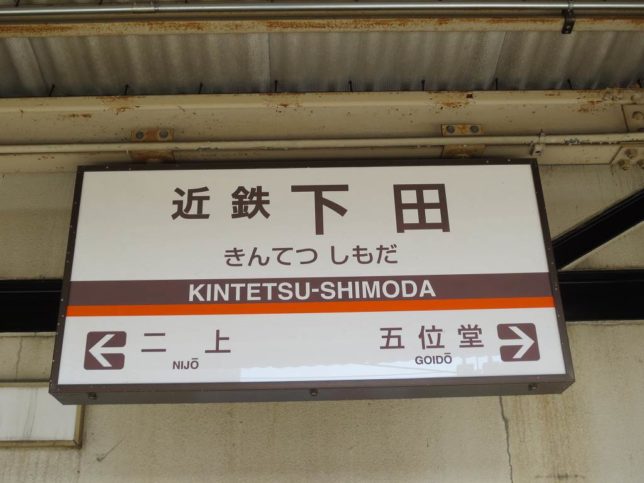 近鉄下田
きんてつ しもだ
KINTETSU-SHIMODA
二上 五位堂
NIJŌ GOIDŌ